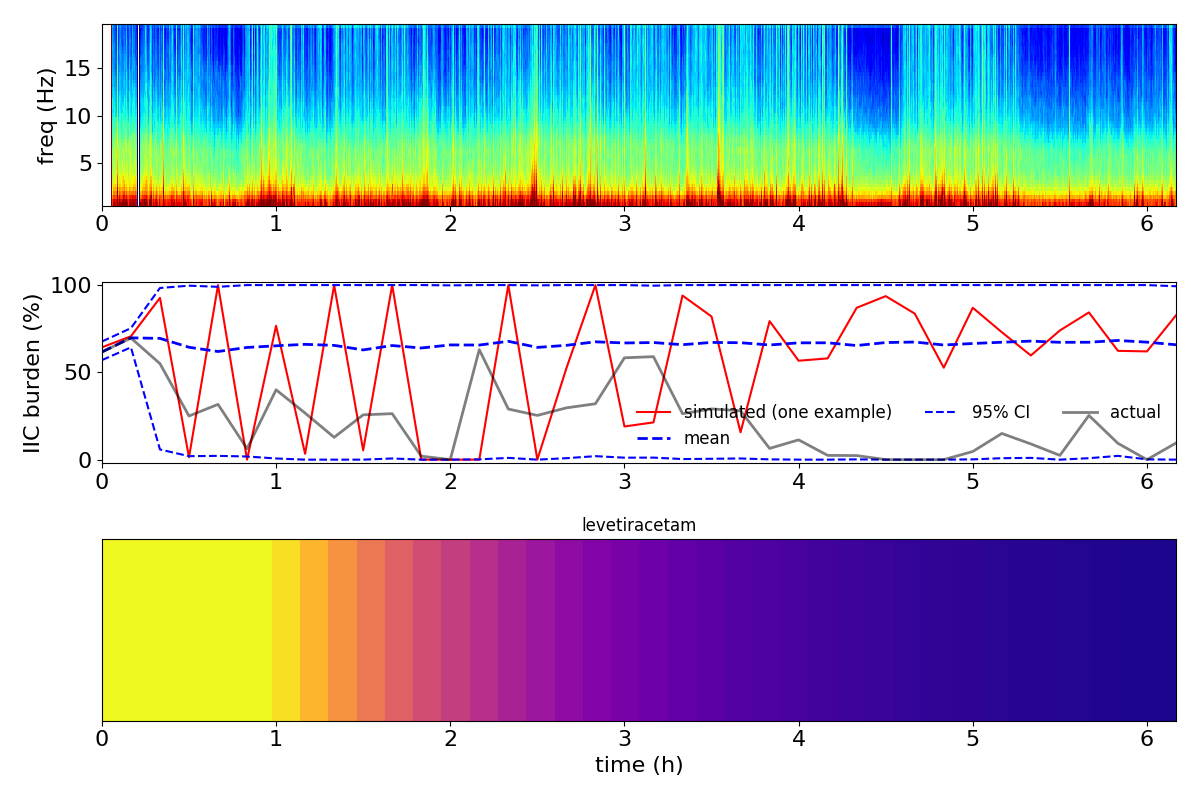 freq (Hz)
15
10
5
0 1 2 3 4 5 6
IIC burden (%)
100
50
0
simulated (one example)
mean
95% CI
actual
0 1 2 3 4 5 6
levetiracetam
0 1 2 3 4 5 6
time (h)